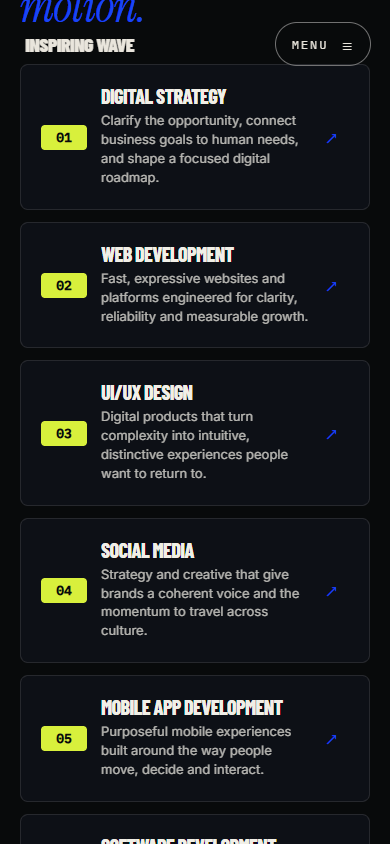 motion.
INSPIRING WAVE
MENU
DIGITAL STRATEGY
Clarify the opportunity, connect
business goals to human needs,
and shape a focused digital
roadmap.
01
WEB DEVELOPMENT
Fast, expressive websites and
platforms engineered for clarity,
reliability and measurable growth.
02
UI/UX DESIGN
Digital products that turn
complexity into intuitive,
distinctive experiences people
want to return to.
03
SOCIAL MEDIA
Strategy and creative that give
brands a coherent voice and the
momentum to travel across
culture.
04
MOBILE APP DEVELOPMENT
Purposeful mobile experiences
built around the way people
move, decide and interact.
05
SOFTWARE DEVELOPMENT